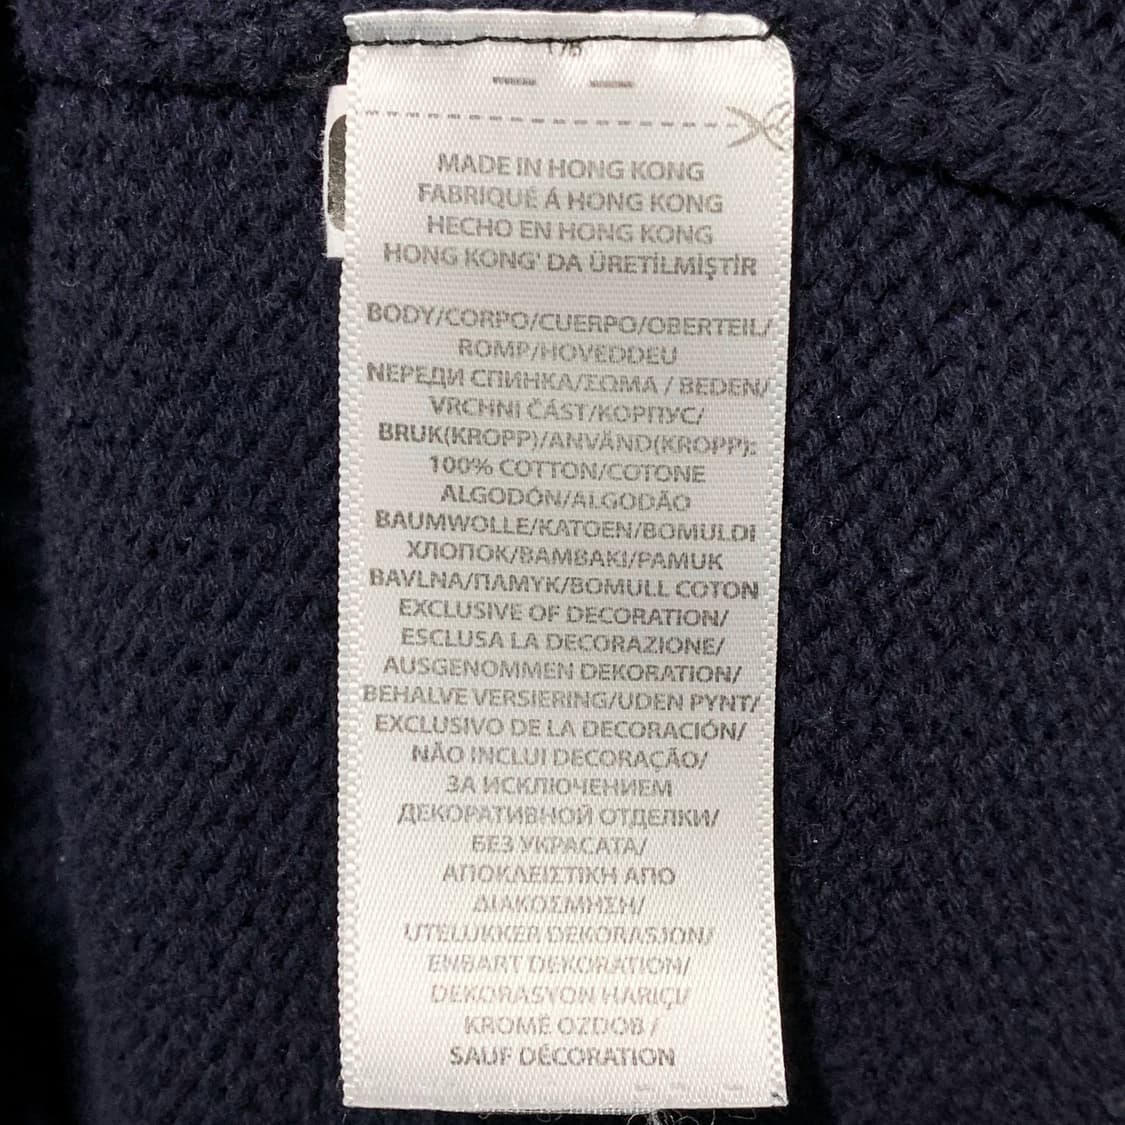 MADE IN HONG KONG
FABRIQUÉ Á HONG KONG
HECHO EN HONG KONG
HONG KONG' DA ÜRETİLMİŞTİR
BODY/CORPO/CUERPO/OBERTEIL/
ROMP/HOVEDDEU
NEPEДИ СПИНКА/ΣΩΜΑ / BEDEN/
VRCHNI ČÁST/КОРПУС/
BRUK(KROPP)/ANVÄND(KROPP):
100% COTTON/COTONE
ALGODÓN/ALGODÃO
BAUMWOLLE/KATOEN/BOMULDI
ХЛОПОК/BAMBAKI/PAMUK
BAVLNA/ПАМУК/BOMULL COTON
EXCLUSIVE OF DECORATION/
ESCLUSA LA DECORAZIONE/
AUSGENOMMEN DEKORATION/
BEHALVE VERSIERING/UDEN PYNT/
EXCLUSIVO DE LA DECORACIÓN/
NÃO INCLUI DECORAÇÃO/
ЗА ИСКЛЮЧЕНИЕМ
ДЕКОРАТИВНОЙ ОТДЕЛКИ/
БЕЗ УКРАСАТА/
ΑΠΟΚΛΕΙΣΤΙΚΗ ΑΠΟ
ΔΙΑΚΟΣΜΗΣΗ/
UTELUKKER DEKORASJON/
ENBART DEKORATION/
DEKORASYON HARIÇI/
KROMĚ OZDOB /
SAUF DÉCORATION